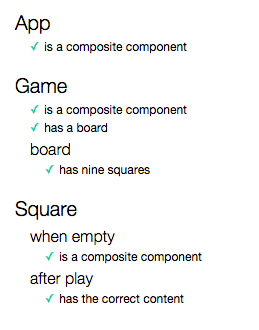 App
✓ is a composite component
Game
✓ is a composite component
✓ has a board
board
✓ has nine squares
Square
when empty
✓ is a composite component
after play
✓ has the correct content